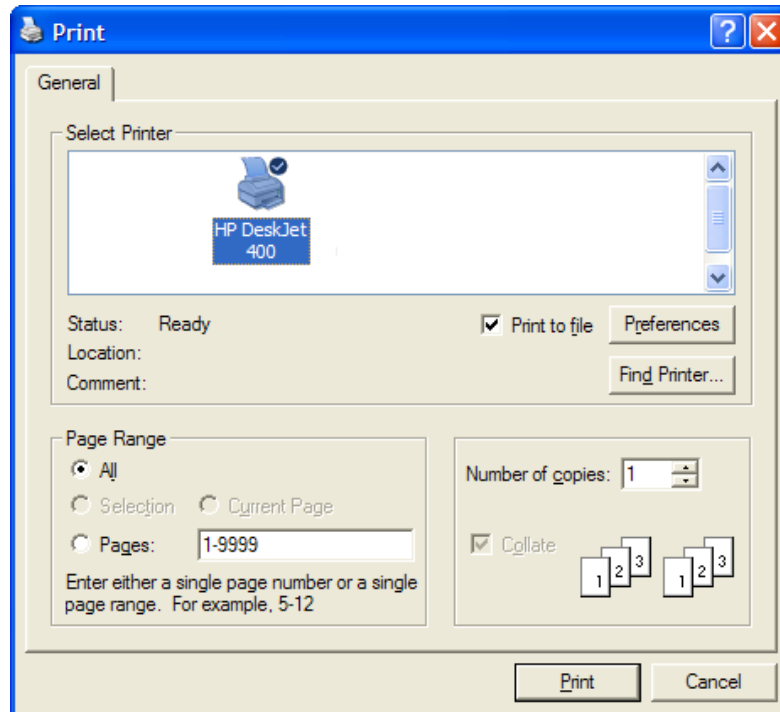 Print
General
Select Printer
HP DeskJet
400
Status: Ready
Print to file
Preferences
Location:
Comment:
Find Printer...
Page Range
All
Selection
Current Page
Pages: 1-9999
Enter either a single page number or a single
page range. For example, 5-12
Number of copies: 1
Collate
1 2 3 1 2 3
Print
Cancel